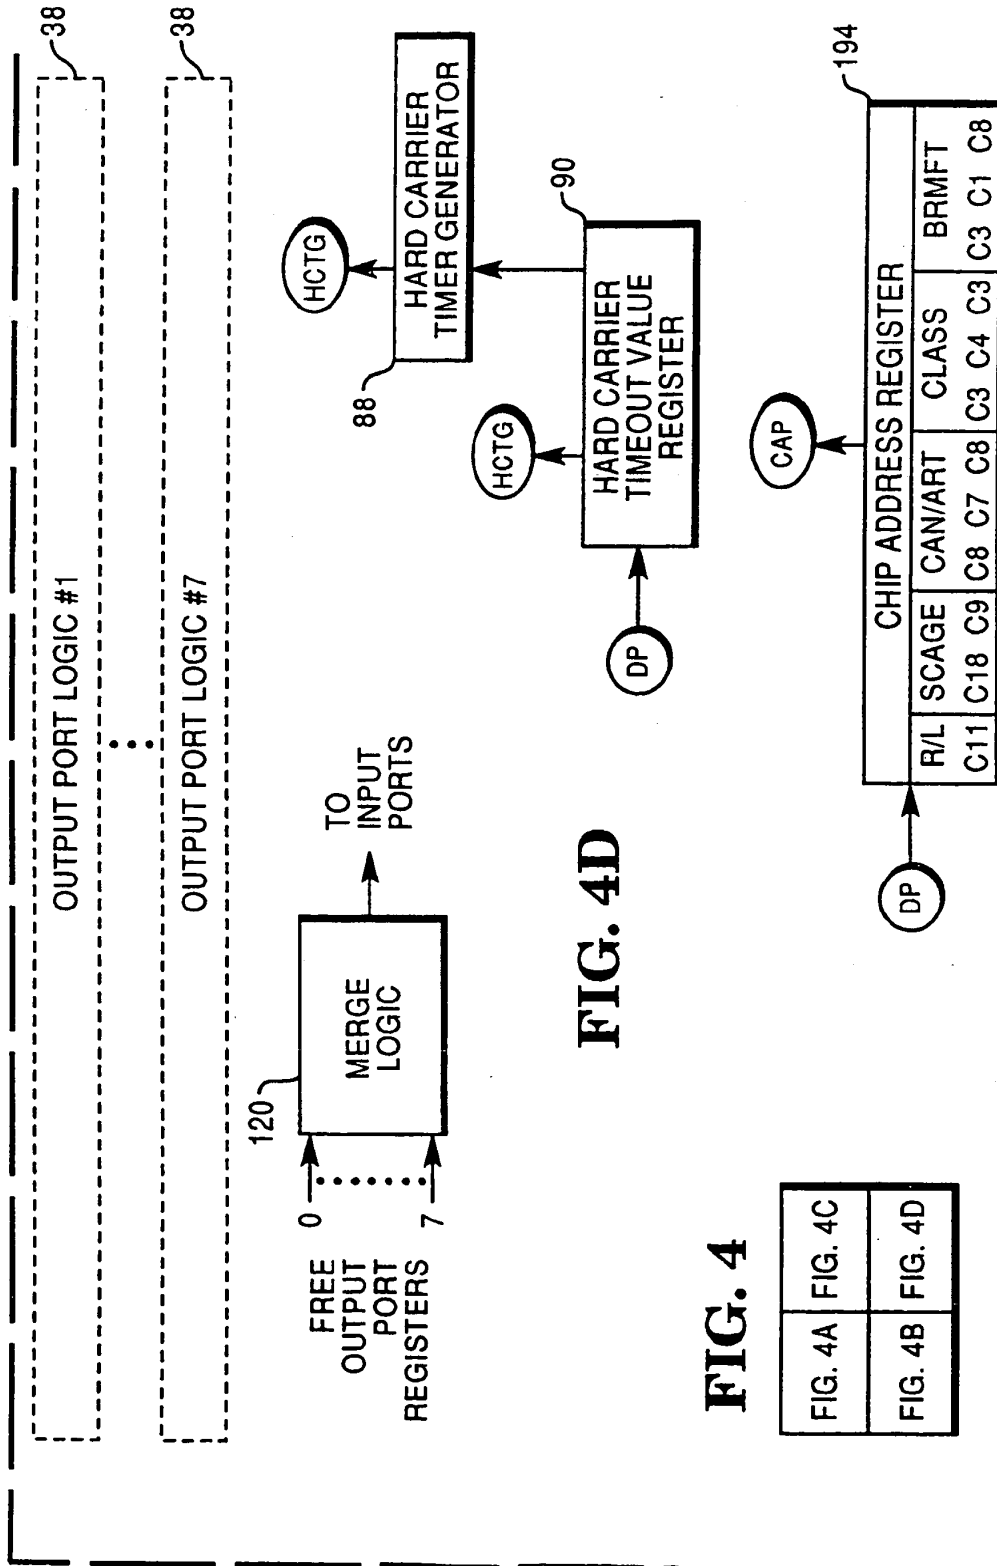 38
OUTPUT PORT LOGIC #1
38
OUTPUT PORT LOGIC #7
FREE
OUTPUT
PORT
REGISTERS
0
7
120
MERGE
LOGIC
TO
INPUT
PORTS
HCTG
88
HARD CARRIER
TIMER GENERATOR
HCTG
90
HARD CARRIER
TIMEOUT VALUE
REGISTER
DP
FIG. 4D
CAP
194
CHIP ADDRESS REGISTER
R/L SCAGE CAN/ART CLASS BRMFT
C11 C18 C9 C8 C7 C8 C3 C4 C3 C3 C1 C8
DP
FIG. 4
FIG. 4A FIG. 4C
FIG. 4B FIG. 4D